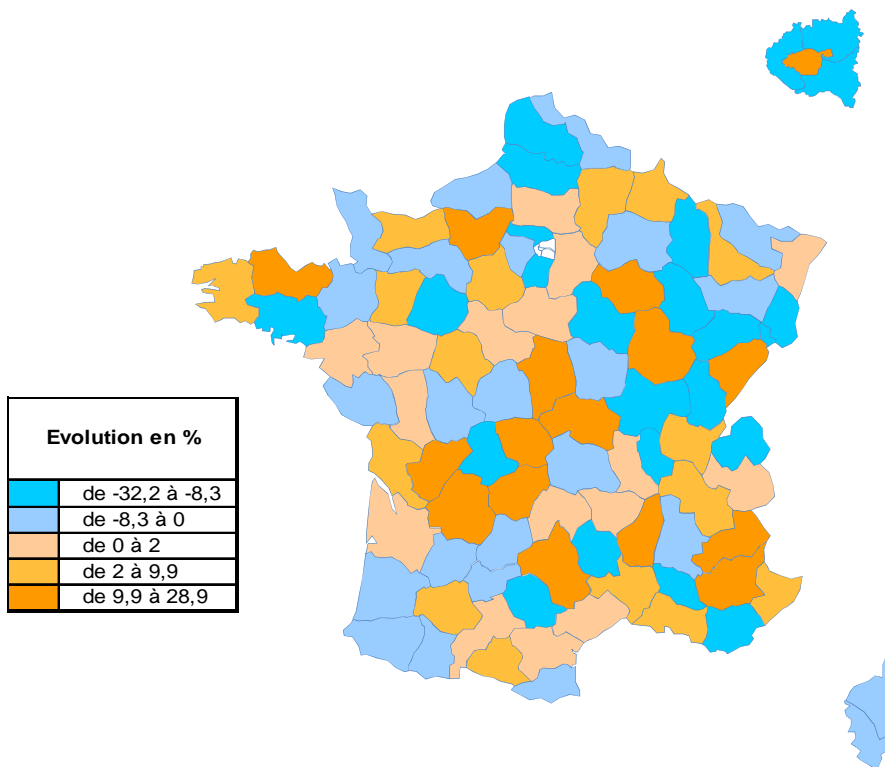 Evolution en %
de -32,2 à -8,3
de -8,3 à 0
de 0 à 2
de 2 à 9,9
de 9,9 à 28,9